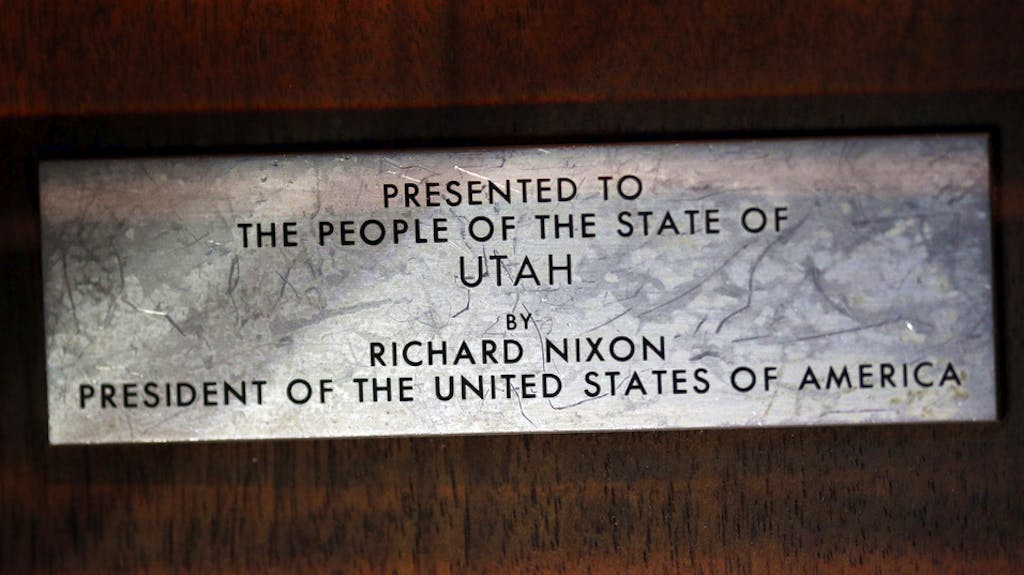 PRESENTED TO
THE PEOPLE OF THE STATE OF
UTAH
BY
RICHARD NIXON
PRESIDENT OF THE UNITED STATES OF AMERICA